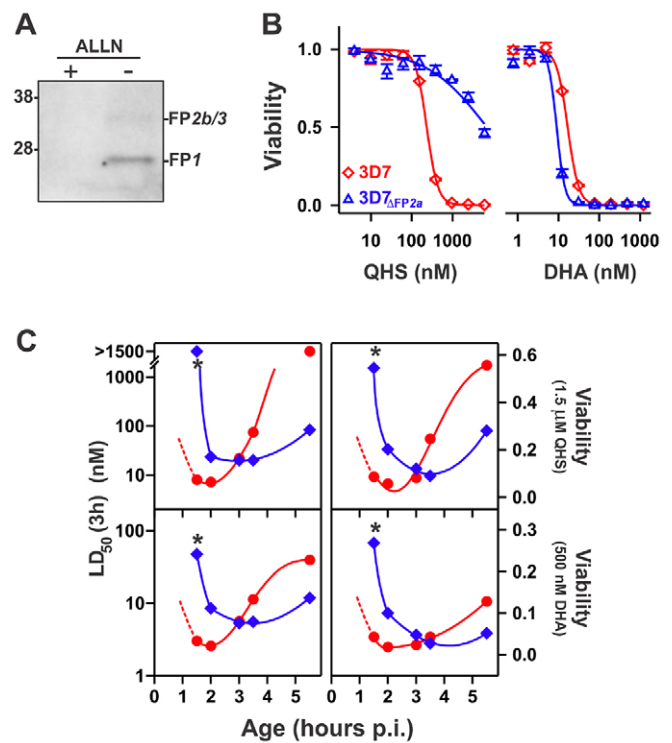 A
ALLN
+ -
38
28
FP2b/3
FP1
B
Viability
1.0
0.5
0.0
3D7
3D7ΔFP2a
10 100 1000
QHS (nM)
1 10 100 1000
DHA (nM)
C
LD50 (3h) (nM)
>1500
1000
100
10
*
*
0.6
0.4
0.2
0.0
Viability
(1.5 µM QHS)
100
10
1
*
*
0.3
0.2
0.1
0.0
Viability
(500 nM DHA)
0 1 2 3 4 5
0 1 2 3 4 5
Age (hours p.i.)